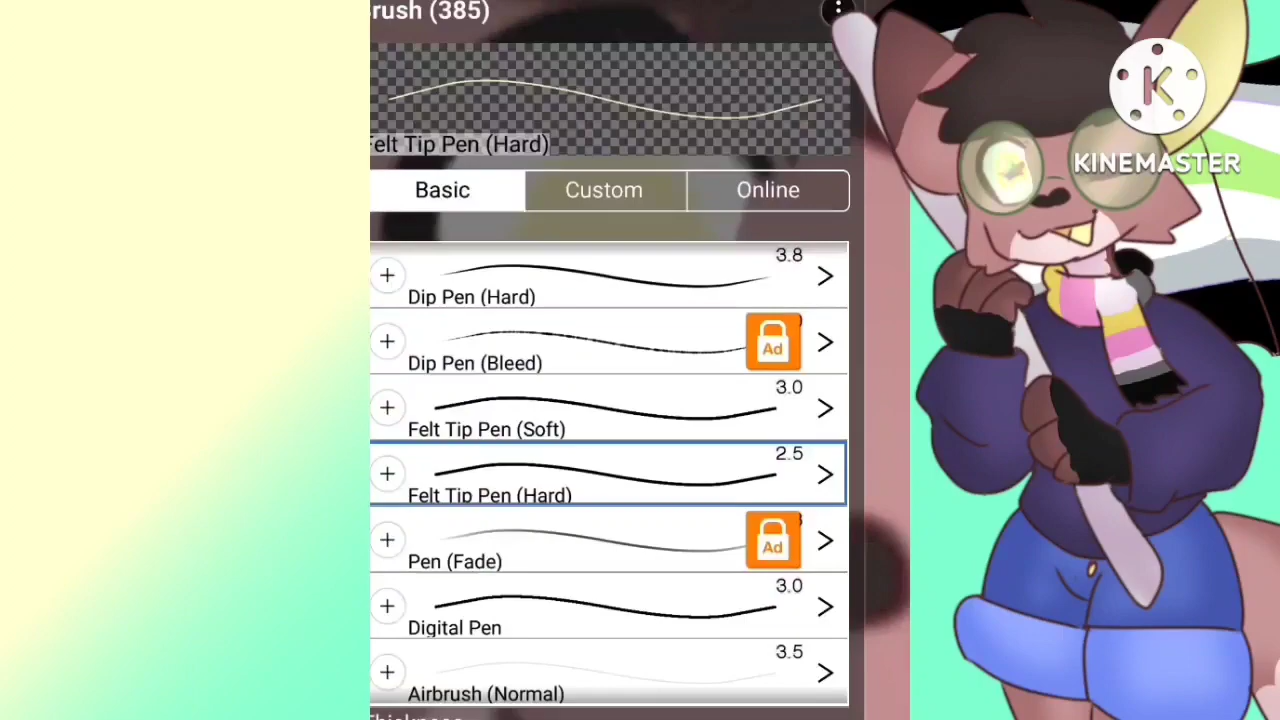 rush (385)
Felt Tip Pen (Hard)
Basic
Custom
Online
3.8
Dip Pen (Hard)
Ad
Dip Pen (Bleed)
3.0
Felt Tip Pen (Soft)
2.5
Felt Tip Pen (Hard)
Ad
Pen (Fade)
3.0
Digital Pen
3.5
Airbrush (Normal)
K
KINEMASTER